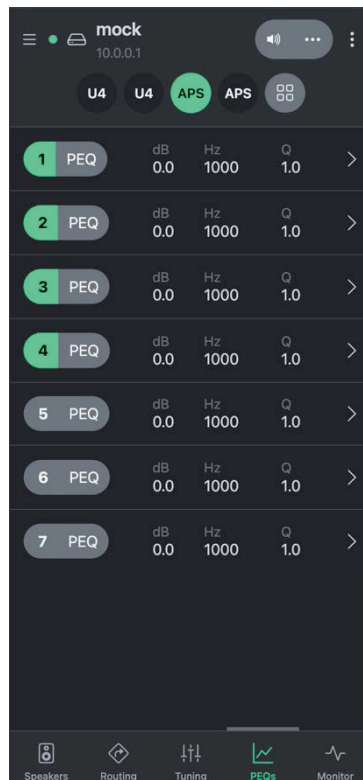 mock
10.0.0.1
U4 U4 APS APS
dB Hz Q
1 PEQ 0.0 1000 1.0
dB Hz Q
2 PEQ 0.0 1000 1.0
dB Hz Q
3 PEQ 0.0 1000 1.0
dB Hz Q
4 PEQ 0.0 1000 1.0
dB Hz Q
5 PEQ 0.0 1000 1.0
dB Hz Q
6 PEQ 0.0 1000 1.0
dB Hz Q
7 PEQ 0.0 1000 1.0
Speakers Routing Tuning PEQs Monitor